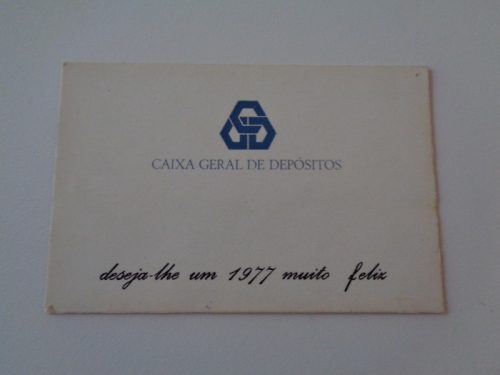 CAIXA GERAL DE DEPÓSITOS
deseja-lhe um 1977 muito feliz